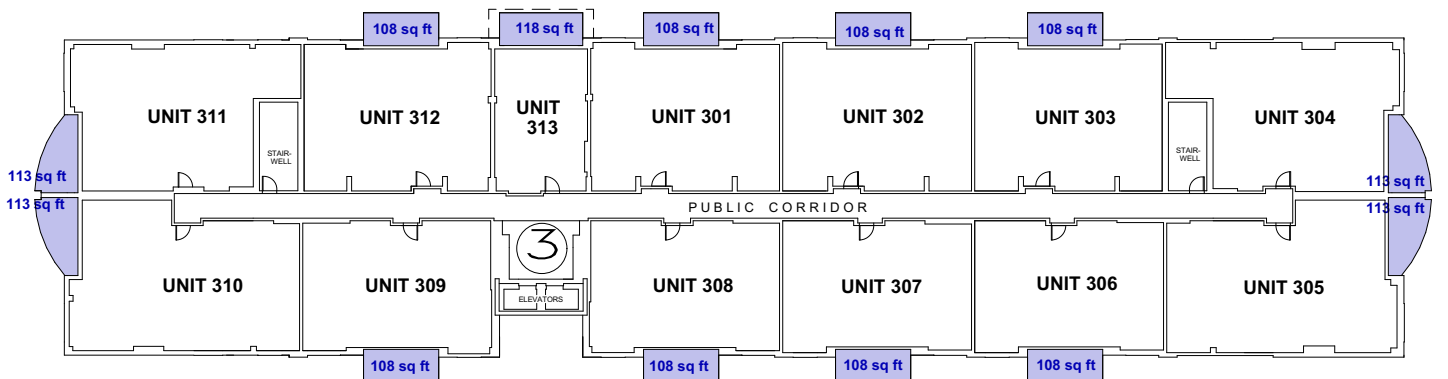 108 sq ft
118 sq ft
108 sq ft
108 sq ft
108 sq ft
UNIT 311
UNIT 312
UNIT
313
UNIT 301
UNIT 302
UNIT 303
UNIT 304
STAIR-
WELL
STAIR-
WELL
113 sq ft
113 sq ft
113 sq ft
113 sq ft
PUBLIC CORRIDOR
3
UNIT 310
UNIT 309
ELEVATORS
UNIT 308
UNIT 307
UNIT 306
UNIT 305
108 sq ft
108 sq ft
108 sq ft
108 sq ft